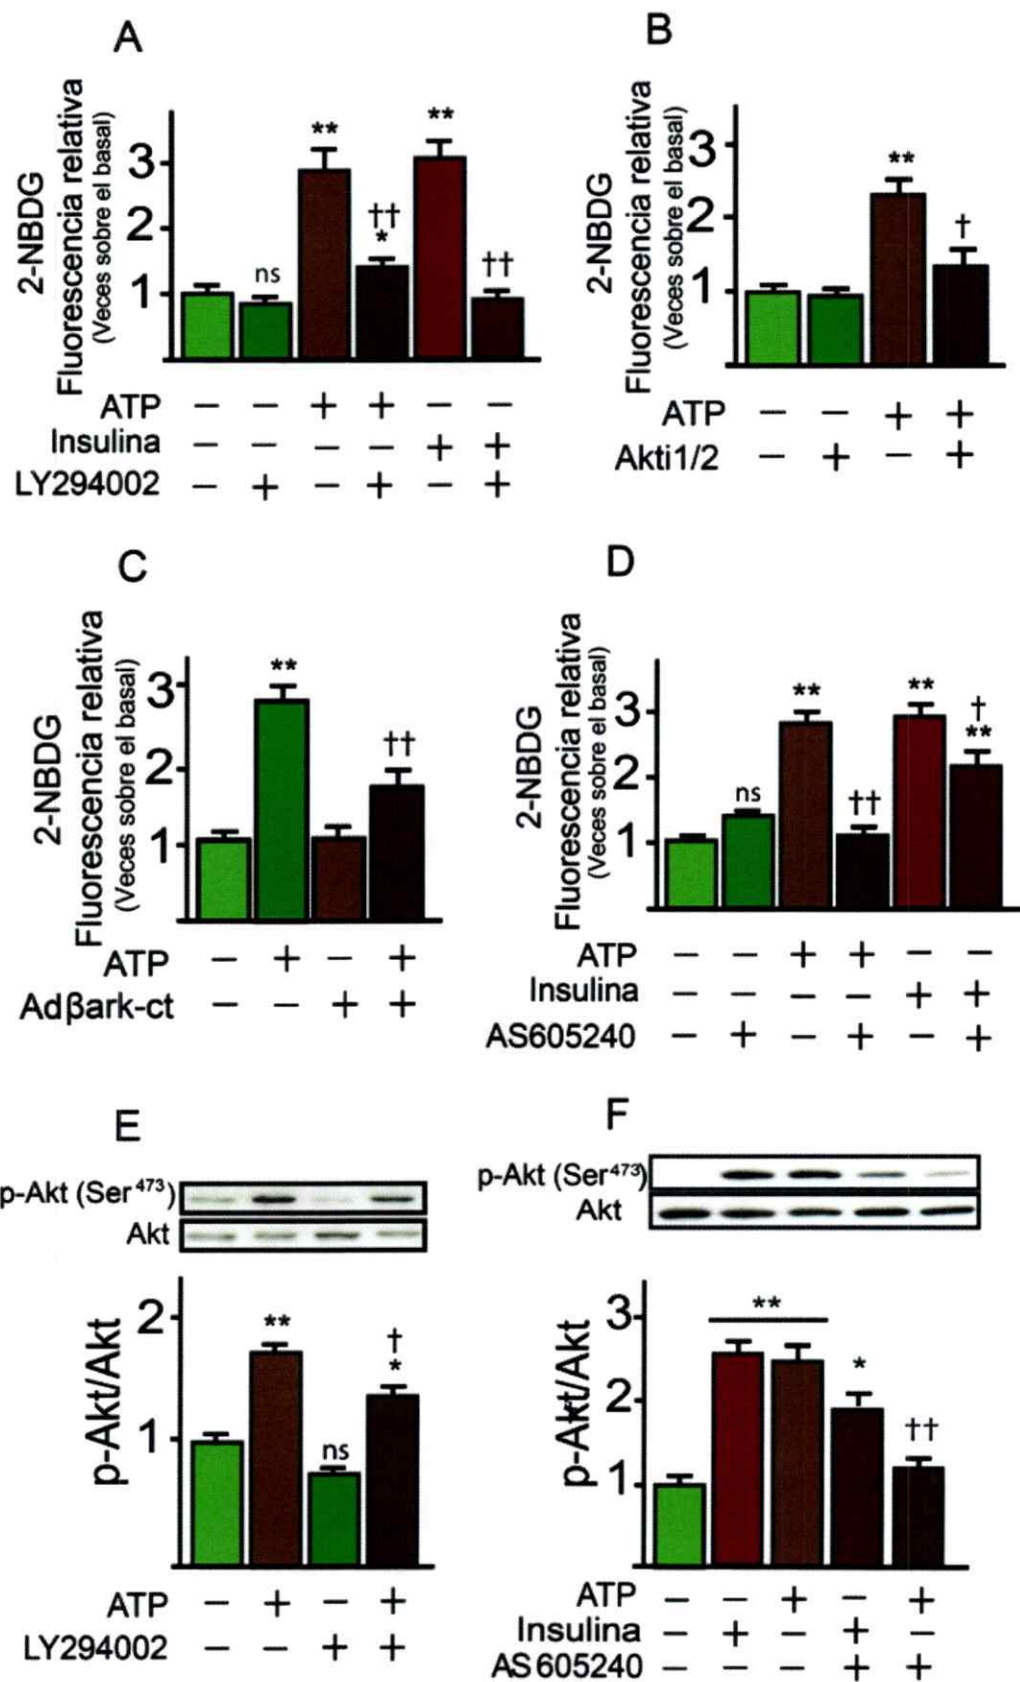 A
2-NBDG
Fluorescencia relativa
(Veces sobre el basal)
3
2
1
ns
**
††
*
**
††
ATP − − + + − −
Insulina − − − − + +
LY294002 − + − + − +
B
2-NBDG
Fluorescencia relativa
(Veces sobre el basal)
3
2
1
**
†
ATP − − + +
Akti1/2 − + − +
C
2-NBDG
Fluorescencia relativa
(Veces sobre el basal)
3
2
1
**
††
ATP − + − +
Adβark-ct − − + +
D
2-NBDG
Fluorescencia relativa
(Veces sobre el basal)
3
2
1
ns
**
††
**
†
**
ATP − − + + − −
Insulina − − − − + +
AS605240 − + − + − +
E
p-Akt (Ser473)
Akt
p-Akt/Akt
2
1
**
ns
†
*
ATP − + − +
LY294002 − − + +
F
p-Akt (Ser473)
Akt
p-Akt/Akt
3
2
1
**
*
††
ATP − − + − +
Insulina − + − + −
AS605240 − − − + +